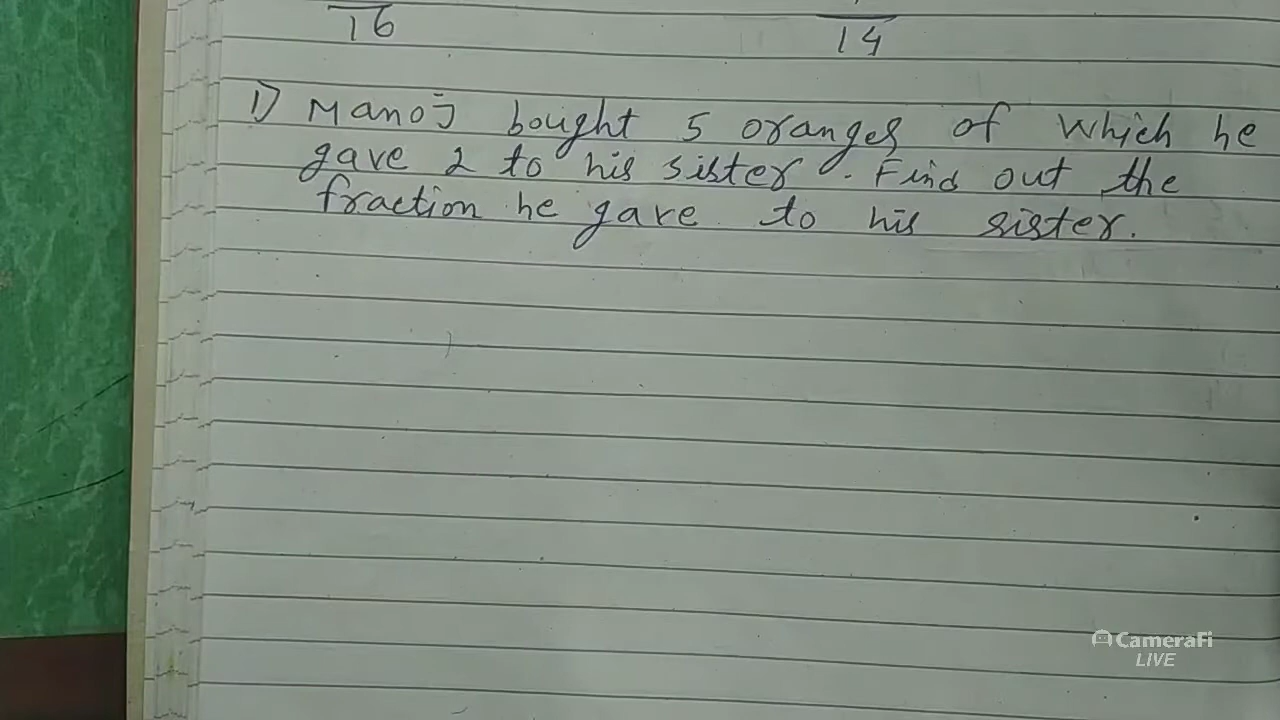 16 14
1) Manoj bought 5 oranges of which he
gave 2 to his sister. Find out the
fraction he gave to his sister.
CameraFi
LIVE